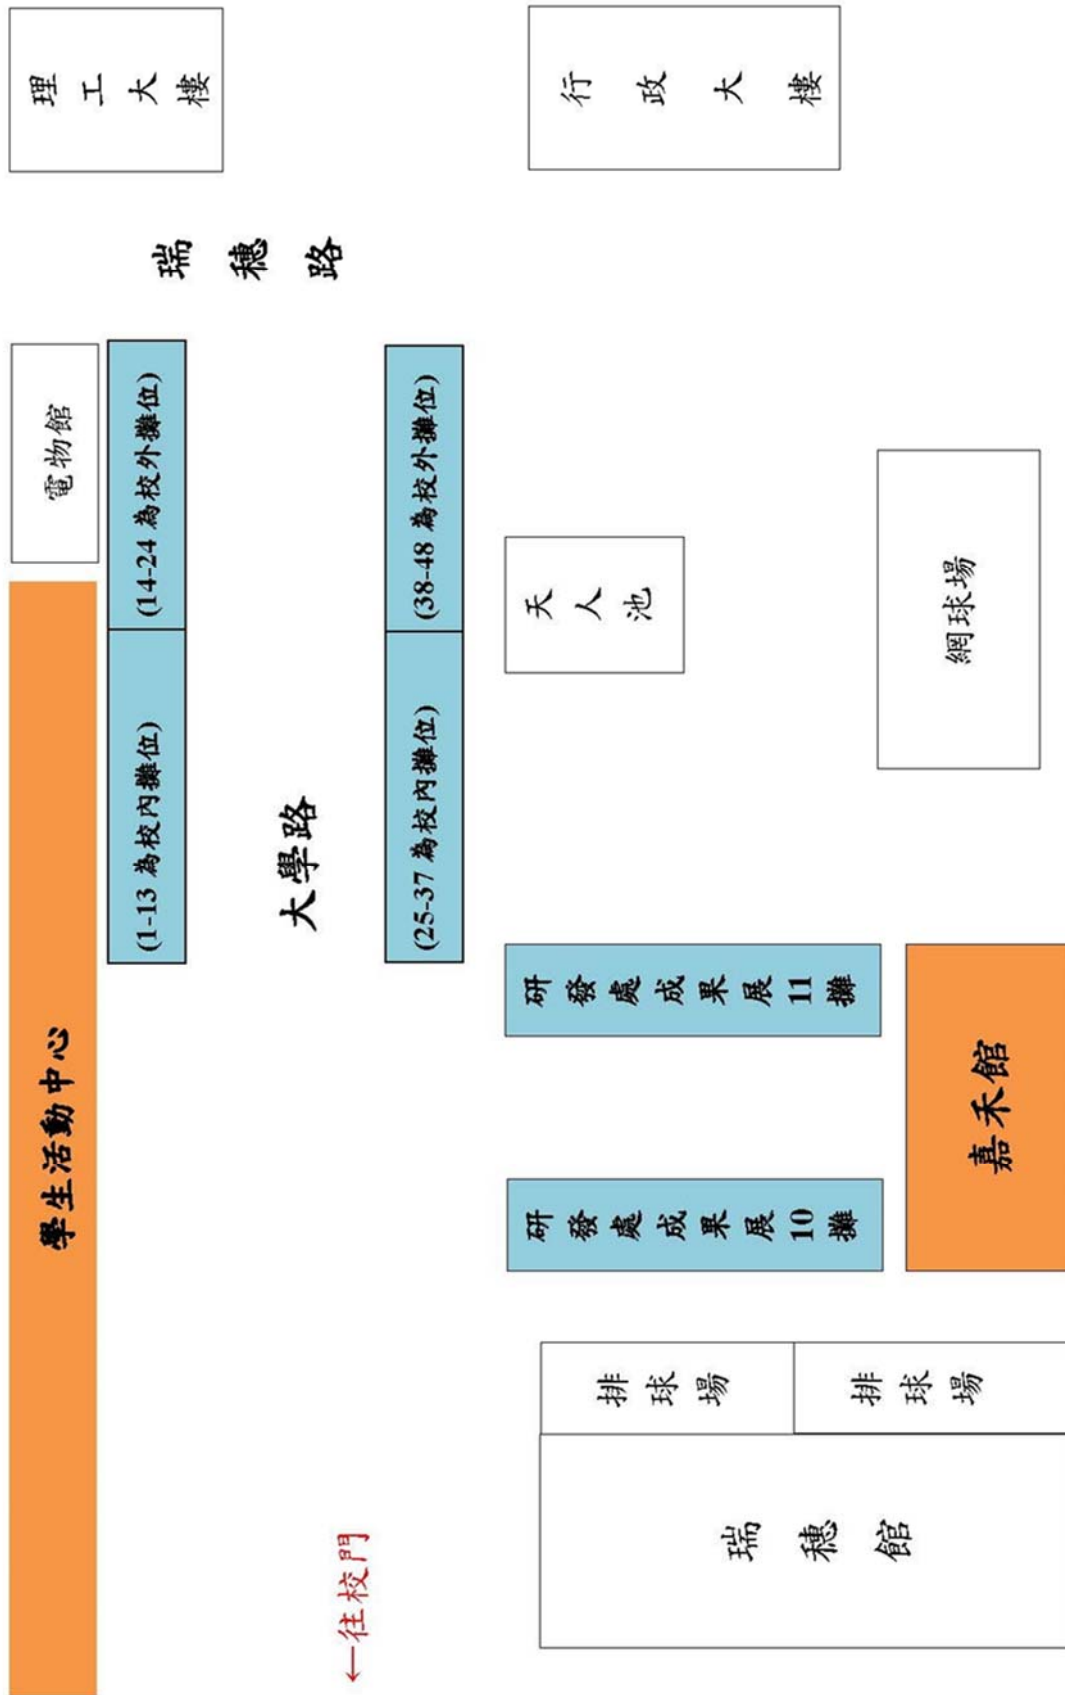 理工大樓
行政大樓
瑞穗路
電物館
(14-24 為校外攤位)
(38-48 為校外攤位)
天人池
網球場
(1-13 為校內攤位)
大學路
(25-37 為校內攤位)
學生活動中心
研發處成果展11攤
研發處成果展10攤
嘉禾館
排球場
排球場
瑞穗館
←往校門